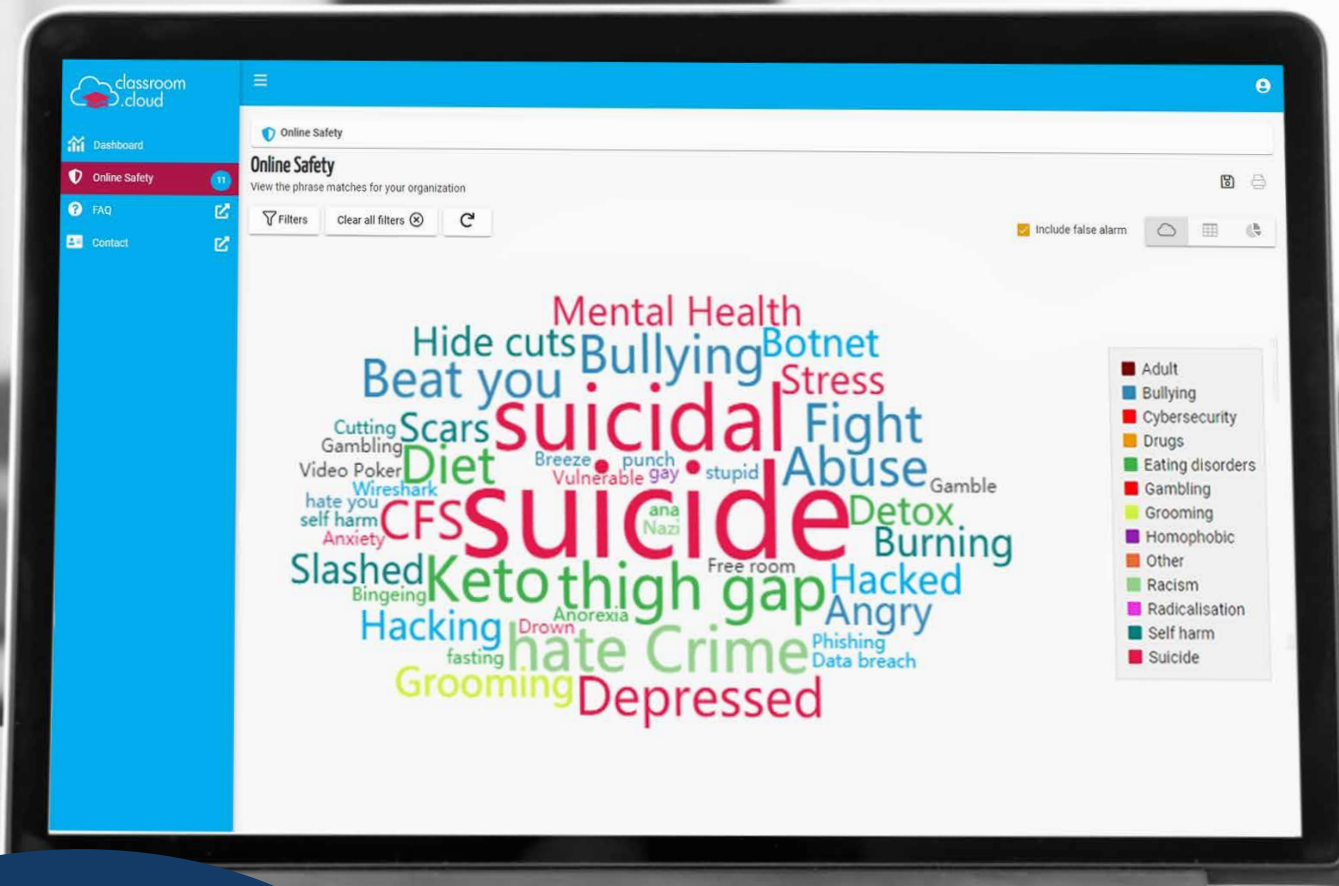 classroom
.cloud
Dashboard
Online Safety 11
FAQ
Contact
Online Safety
Online Safety
View the phrase matches for your organization
Filters
Clear all filters
Include false alarm
Mental Health
Hide cuts
Bullying
Botnet
Beat you
Stress
suicidal
Fight
Cutting
Scars
Gambling
Video Poker
Diet
Breeze
punch
Vulnerable
gay
stupid
Abuse
Gamble
Wireshark
hate you
self harm
Anxiety
CFS
suicide
ana
Nazi
Detox
Burning
Slashed
Bingeing
Keto
thigh gap
Free room
Hacked
Angry
Anorexia
Hacking
Drown
fasting
hate Crime
Phishing
Data breach
Grooming
Depressed
Adult
Bullying
Cybersecurity
Drugs
Eating disorders
Gambling
Grooming
Homophobic
Other
Racism
Radicalisation
Self harm
Suicide